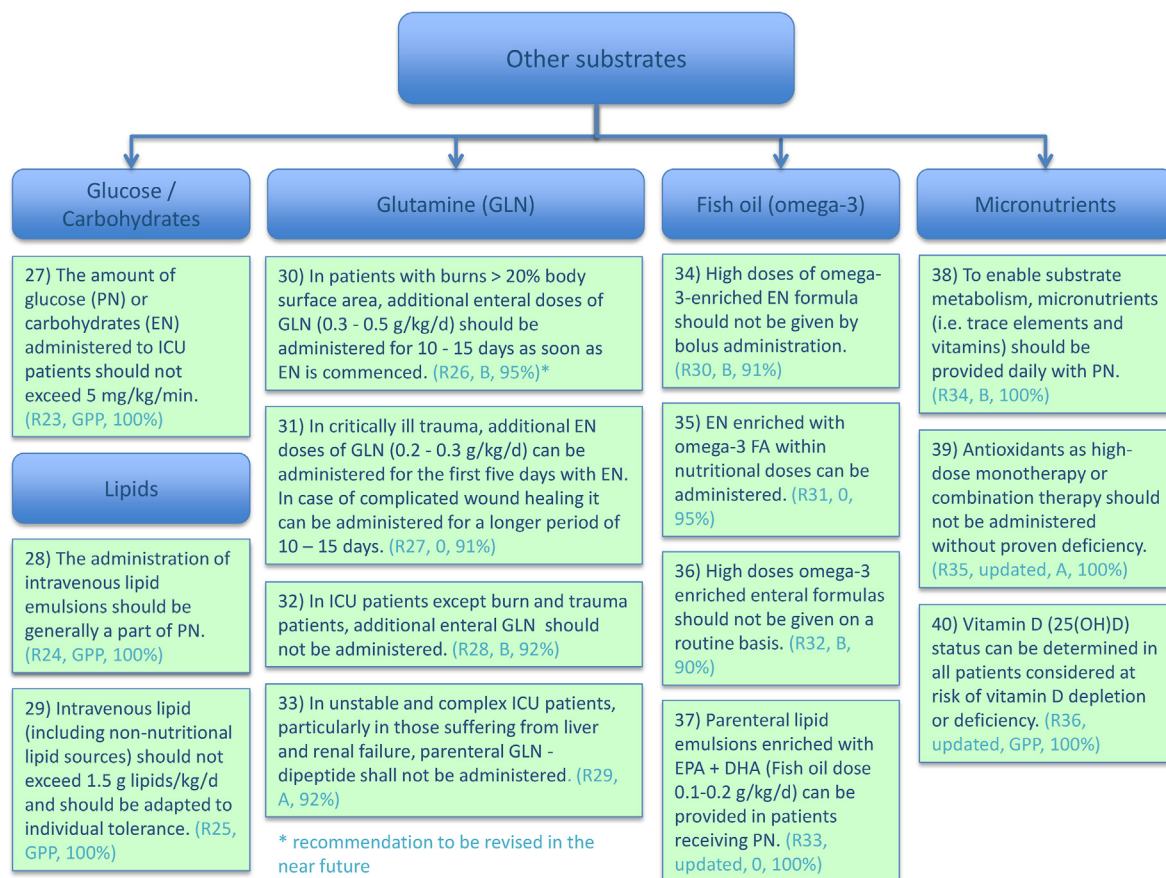 Other substrates
Glucose /
Carbohydrates
27) The amount of
glucose (PN) or
carbohydrates (EN)
administered to ICU
patients should not
exceed 5 mg/kg/min.
(R23, GPP, 100%)
Lipids
28) The administration of
intravenous lipid
emulsions should be
generally a part of PN.
(R24, GPP, 100%)
29) Intravenous lipid
(including non-nutritional
lipid sources) should not
exceed 1.5 g lipids/kg/d
and should be adapted to
individual tolerance. (R25,
GPP, 100%)
Glutamine (GLN)
30) In patients with burns > 20% body
surface area, additional enteral doses of
GLN (0.3 - 0.5 g/kg/d) should be
administered for 10 - 15 days as soon as
EN is commenced. (R26, B, 95%)*
31) In critically ill trauma, additional EN
doses of GLN (0.2 - 0.3 g/kg/d) can be
administered for the first five days with EN.
In case of complicated wound healing it
can be administered for a longer period of
10 – 15 days. (R27, 0, 91%)
32) In ICU patients except burn and trauma
patients, additional enteral GLN should
not be administered. (R28, B, 92%)
33) In unstable and complex ICU patients,
particularly in those suffering from liver
and renal failure, parenteral GLN -
dipeptide shall not be administered. (R29,
A, 92%)
* recommendation to be revised in the
near future
Fish oil (omega-3)
34) High doses of omega-
3-enriched EN formula
should not be given by
bolus administration.
(R30, B, 91%)
35) EN enriched with
omega-3 FA within
nutritional doses can be
administered. (R31, 0,
95%)
36) High doses omega-3
enriched enteral formulas
should not be given on a
routine basis. (R32, B,
90%)
37) Parenteral lipid
emulsions enriched with
EPA + DHA (Fish oil dose
0.1-0.2 g/kg/d) can be
provided in patients
receiving PN. (R33,
updated, 0, 100%)
Micronutrients
38) To enable substrate
metabolism, micronutrients
(i.e. trace elements and
vitamins) should be
provided daily with PN.
(R34, B, 100%)
39) Antioxidants as high-
dose monotherapy or
combination therapy should
not be administered
without proven deficiency.
(R35, updated, A, 100%)
40) Vitamin D (25(OH)D)
status can be determined in
all patients considered at
risk of vitamin D depletion
or deficiency. (R36,
updated, GPP, 100%)